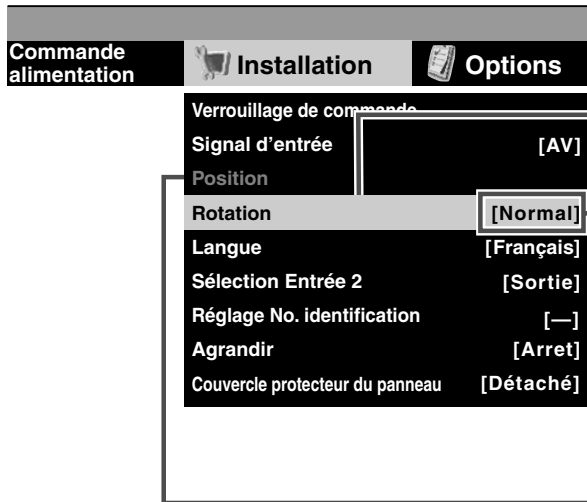 Commande
alimentation
Installation
Options
Verrouillage de commande
Signal d'entrée [AV]
Position
Rotation [Normal]
Langue [Français]
Sélection Entrée 2 [Sortie]
Réglage No. identification [—]
Agrandir [Arret]
Couvercle protecteur du panneau [Détaché]